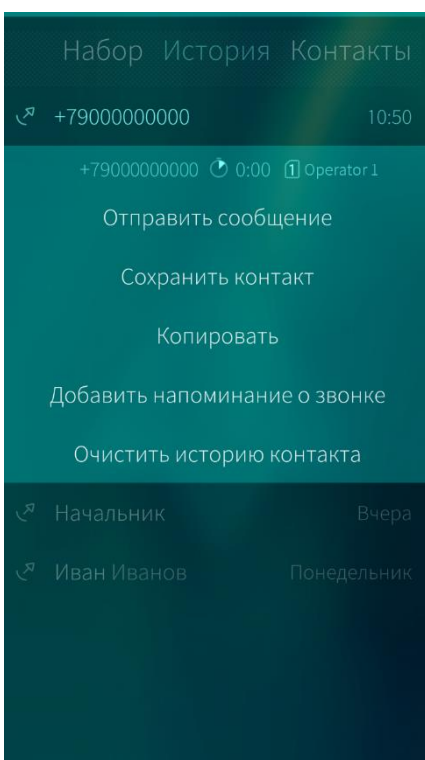 Набор История Контакты
+79000000000 10:50
+79000000000 0:00 1 Operator 1
Отправить сообщение
Сохранить контакт
Копировать
Добавить напоминание о звонке
Очистить историю контакта
Начальник Вчера
Иван Иванов Понедельник